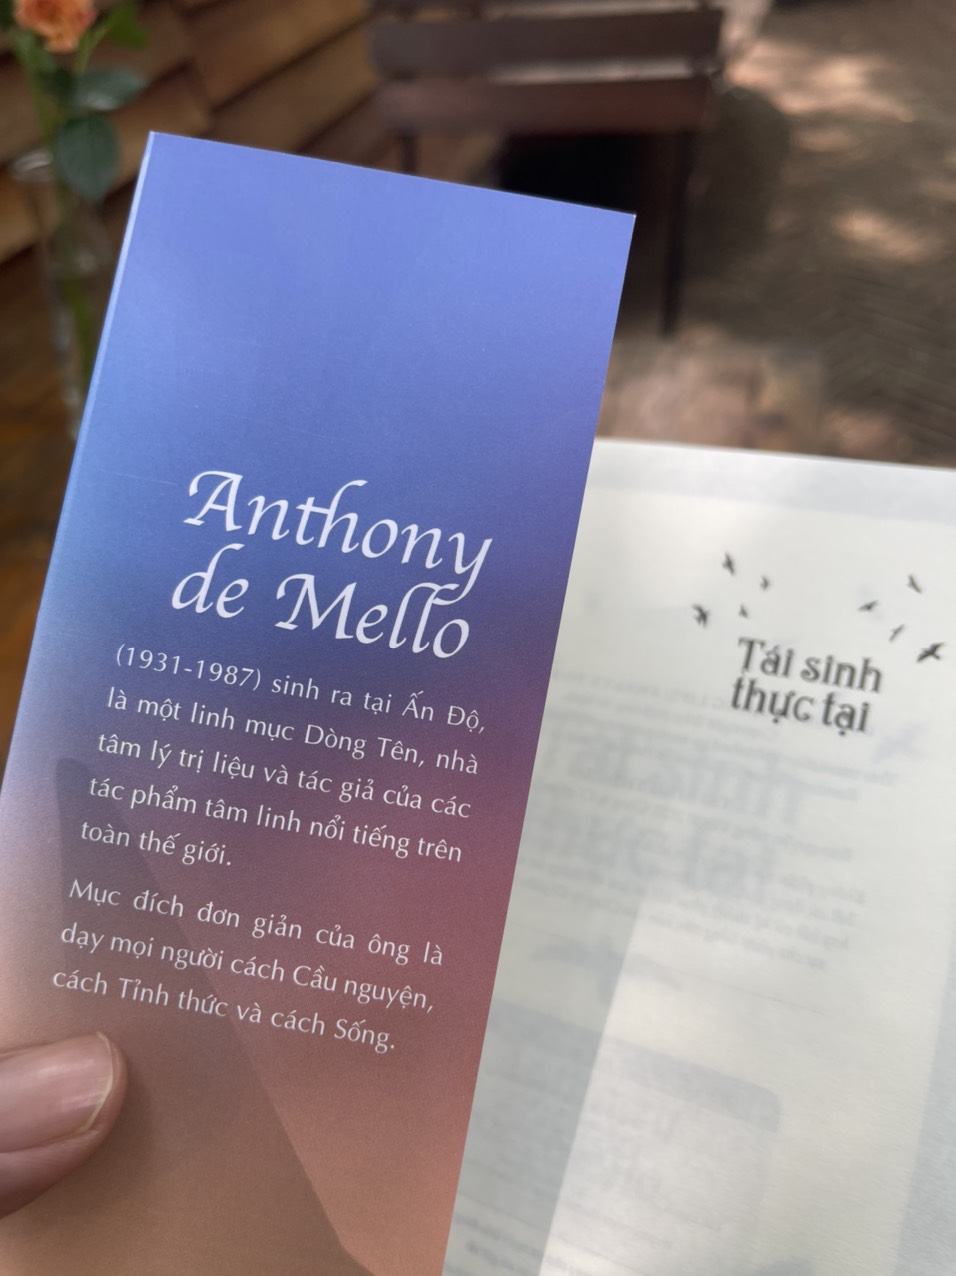 Anthony
de Mello
(1931-1987) sinh ra tại Ấn Độ,
là một linh mục Dòng Tên, nhà
tâm lý trị liệu và tác giả của các
tác phẩm tâm linh nổi tiếng trên
toàn thế giới.
Mục đích đơn giản của ông là
dạy mọi người cách Cầu nguyện,
cách Tỉnh thức và cách Sống.
Tái sinh
thực tại